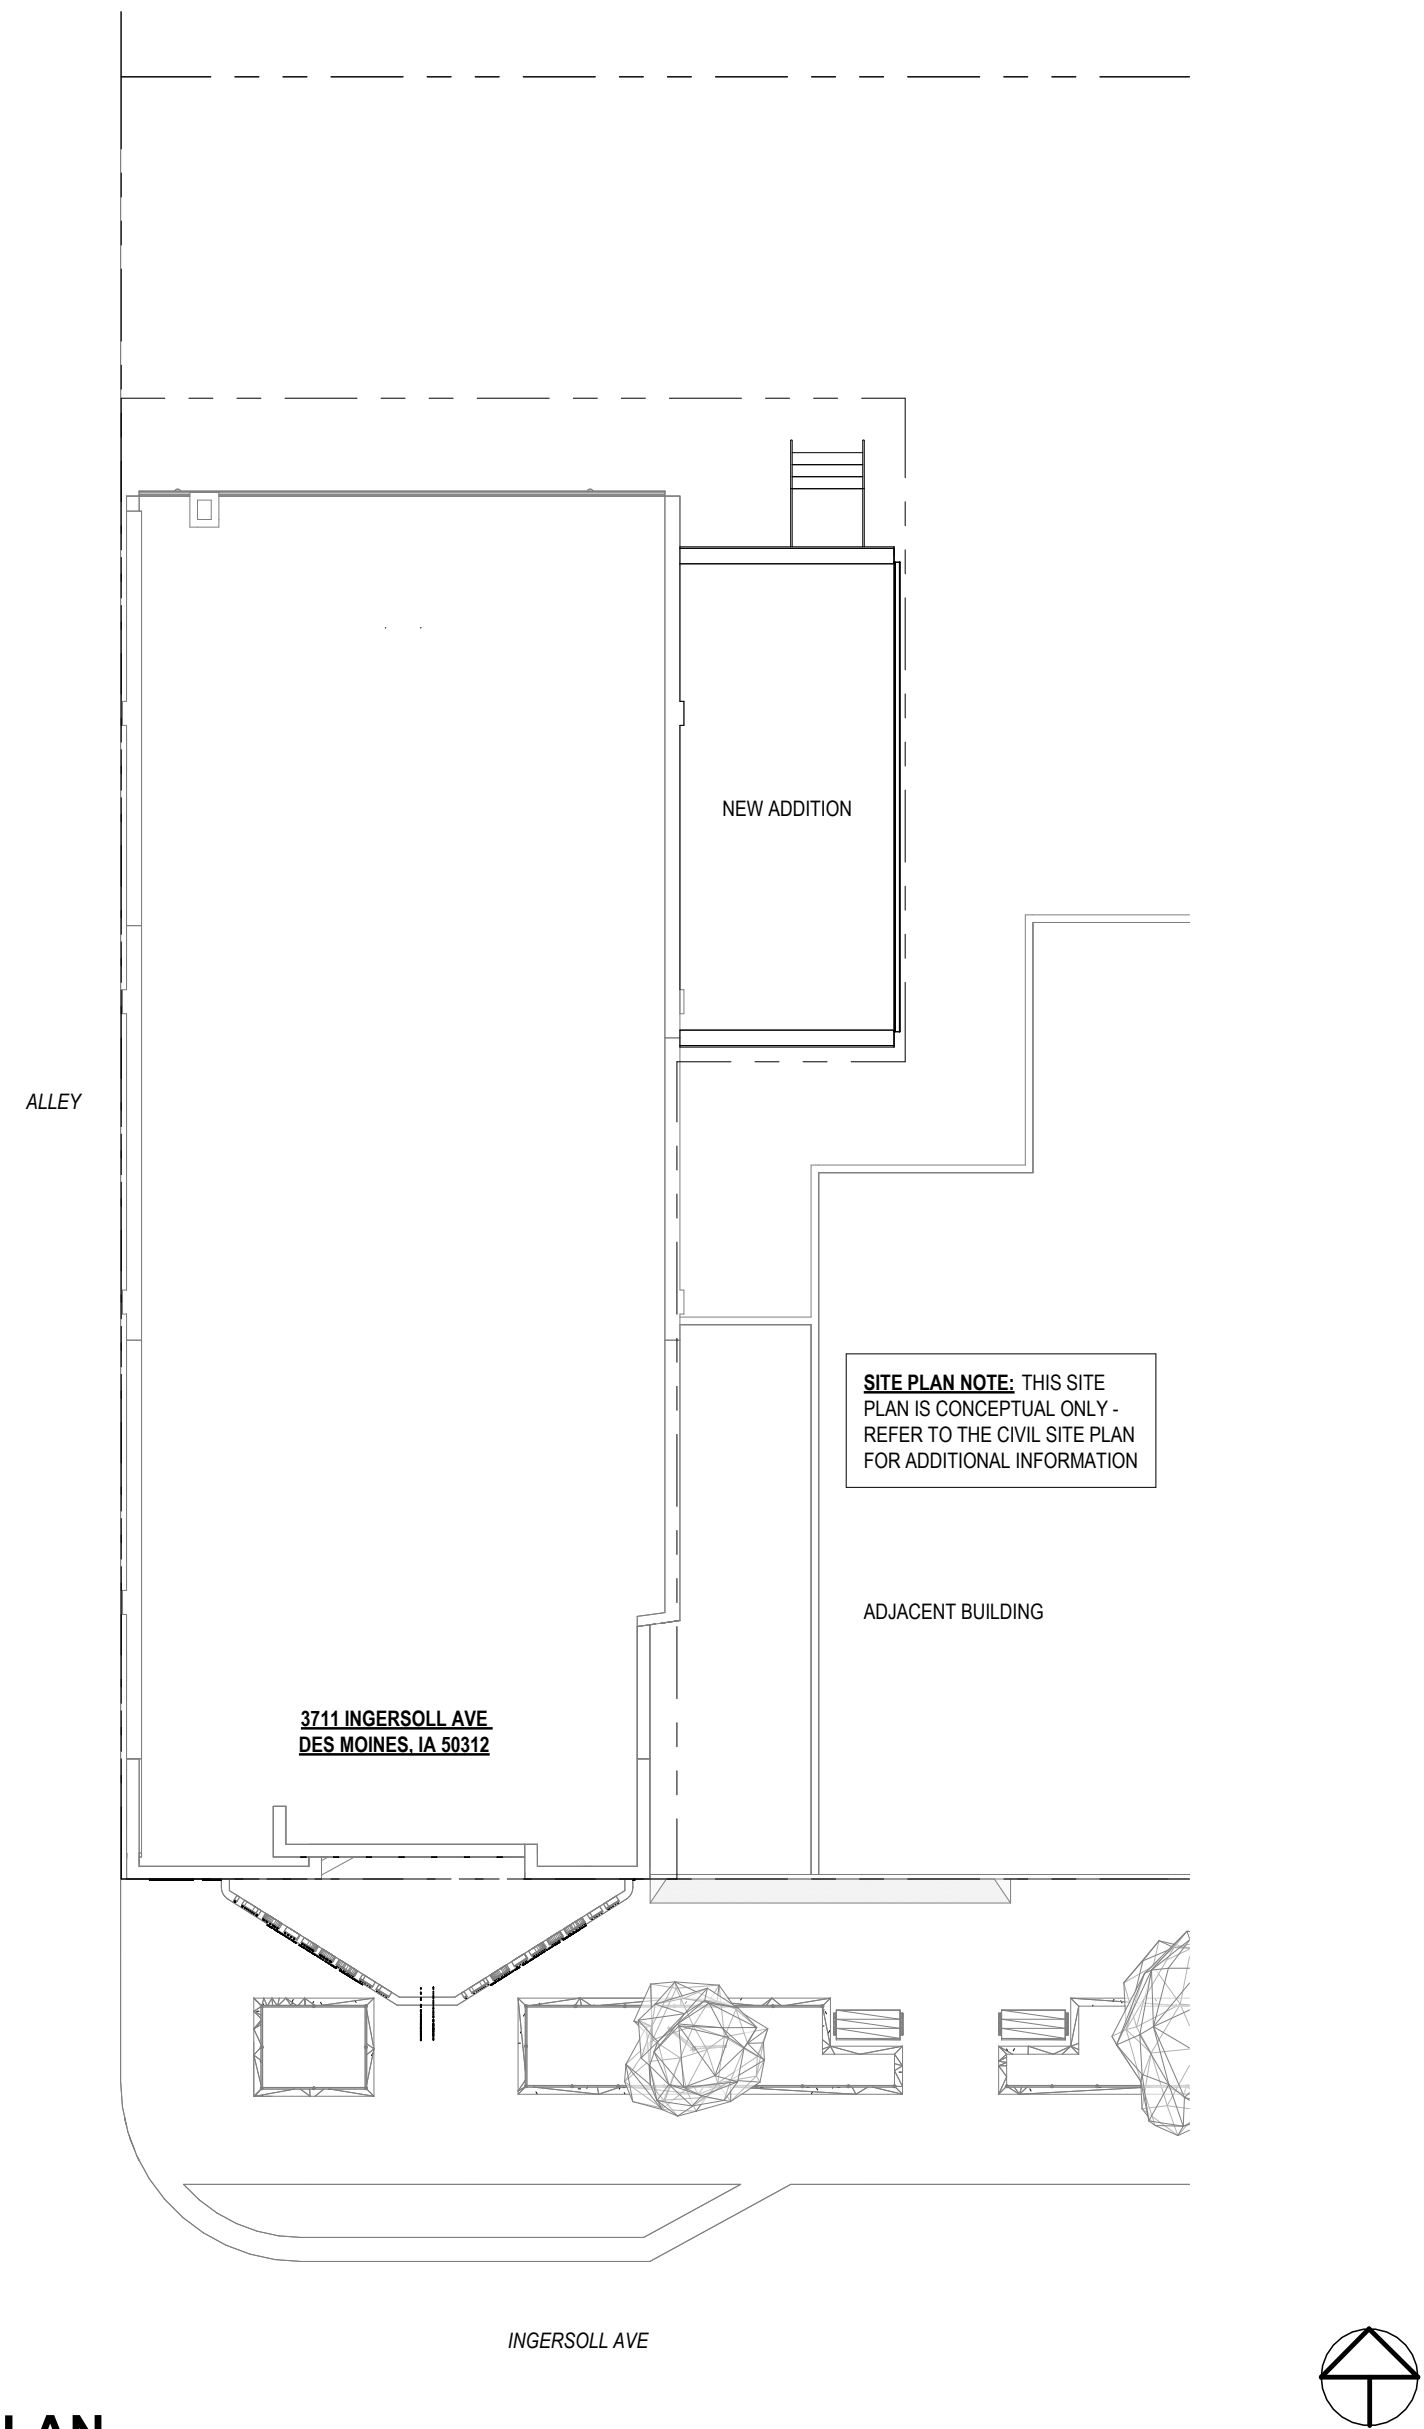 NEW ADDITION
ALLEY
SITE PLAN NOTE: THIS SITE
PLAN IS CONCEPTUAL ONLY -
REFER TO THE CIVIL SITE PLAN
FOR ADDITIONAL INFORMATION
ADJACENT BUILDING
3711 INGERSOLL AVE
DES MOINES, IA 50312
INGERSOLL AVE